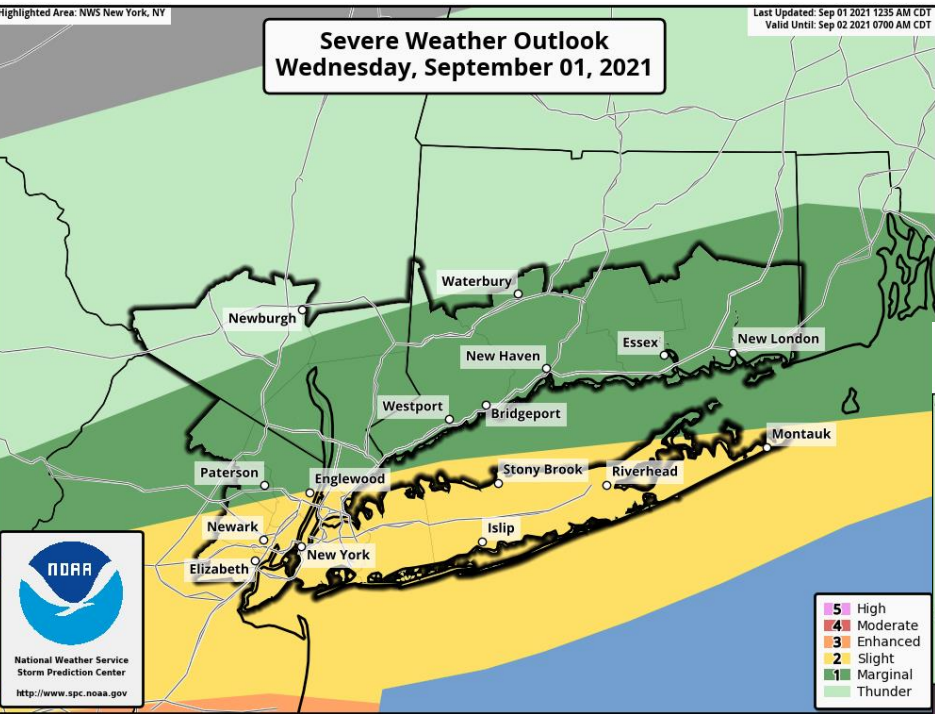 Highlighted Area: NWS New York, NY
Last Updated: Sep 01 2021 1235 AM CDT
Valid Until: Sep 02 2021 0700 AM CDT
Severe Weather Outlook
Wednesday, September 01, 2021
Waterbury
Newburgh
Essex
New London
New Haven
Westport
Bridgeport
Montauk
Paterson
Englewood
Stony Brook
Riverhead
Newark
Islip
New York
Elizabeth
NOAA
National Weather Service
Storm Prediction Center
http://www.spc.noaa.gov
5 High
4 Moderate
3 Enhanced
2 Slight
1 Marginal
Thunder